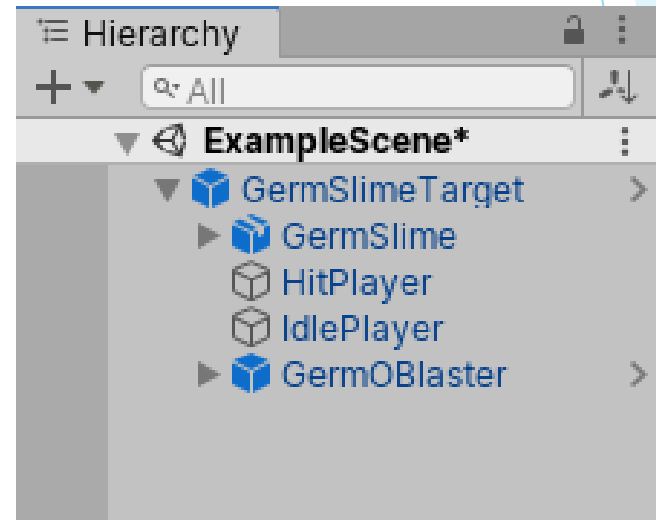 Hierarchy
All
ExampleScene*
GermSlimeTarget
GermSlime
HitPlayer
IdlePlayer
GermOBlaster